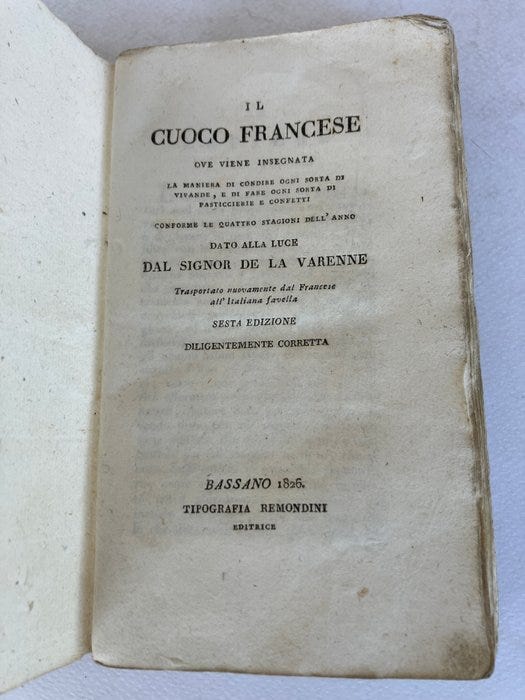 IL
CUOCO FRANCESE
OVE VIENE INSEGNATA
LA MANIERA DI CONDIRE OGNI SORTA DI
VIVANDE, E DI FARE OGNI SORTA DI
PASTICCIERIE E CONFETTI
CONFORME LE QUATTRO STAGIONI DELL'ANNO
DATO ALLA LUCE
DAL SIGNOR DE LA VARENNE
Trasportato nuovamente dal Francese
all'Italiana favella
SESTA EDIZIONE
DILIGENTEMENTE CORRETTA
BASSANO 1826.
TIPOGRAFIA REMONDINI
EDITRICE